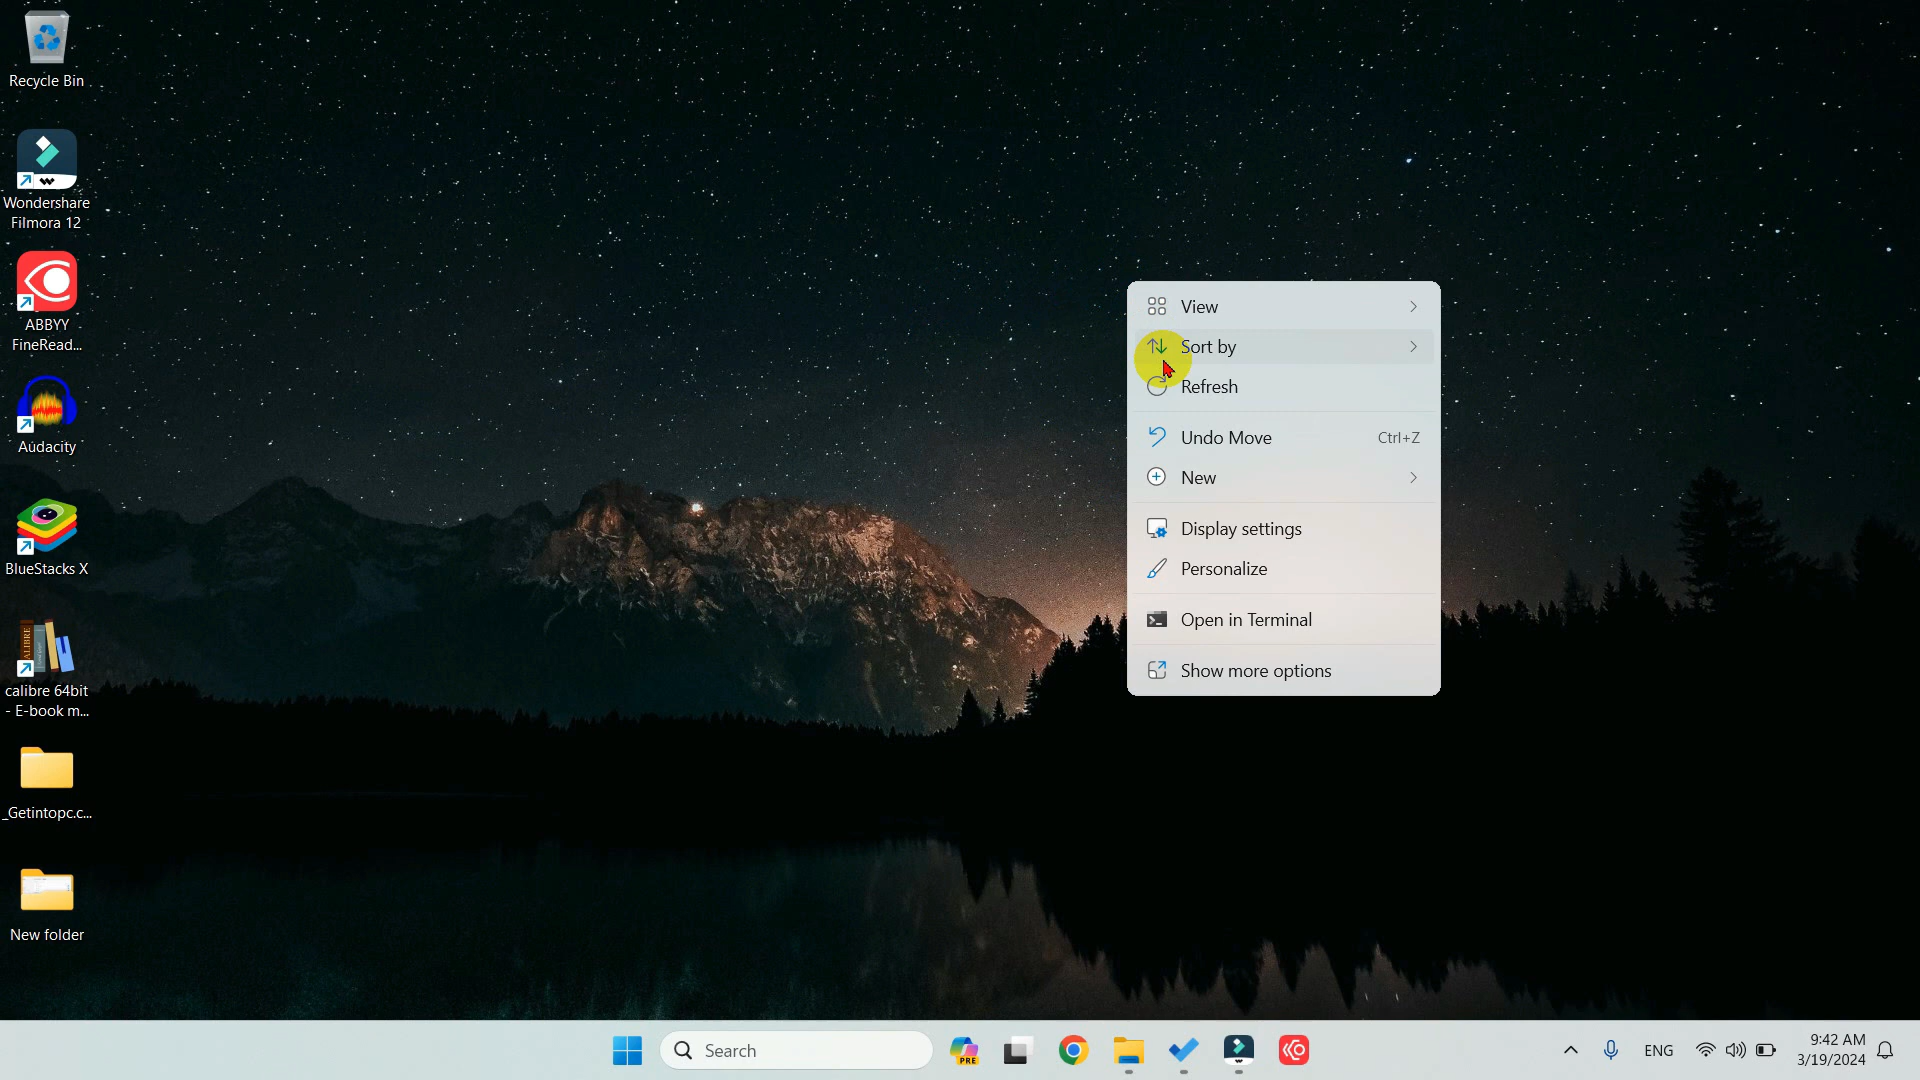 Recycle Bin
Wondershare
Filmora 12
ABBYY
FineRead...
Audacity
BlueStacks X
CALIBRE
calibre 64bit
- E-book m...
_Getintopc.c...
New folder
View
Sort by
Refresh
Undo Move Ctrl+Z
New
Display settings
Personalize
Open in Terminal
Show more options
Search
PRE
ENG
9:42 AM
3/19/2024